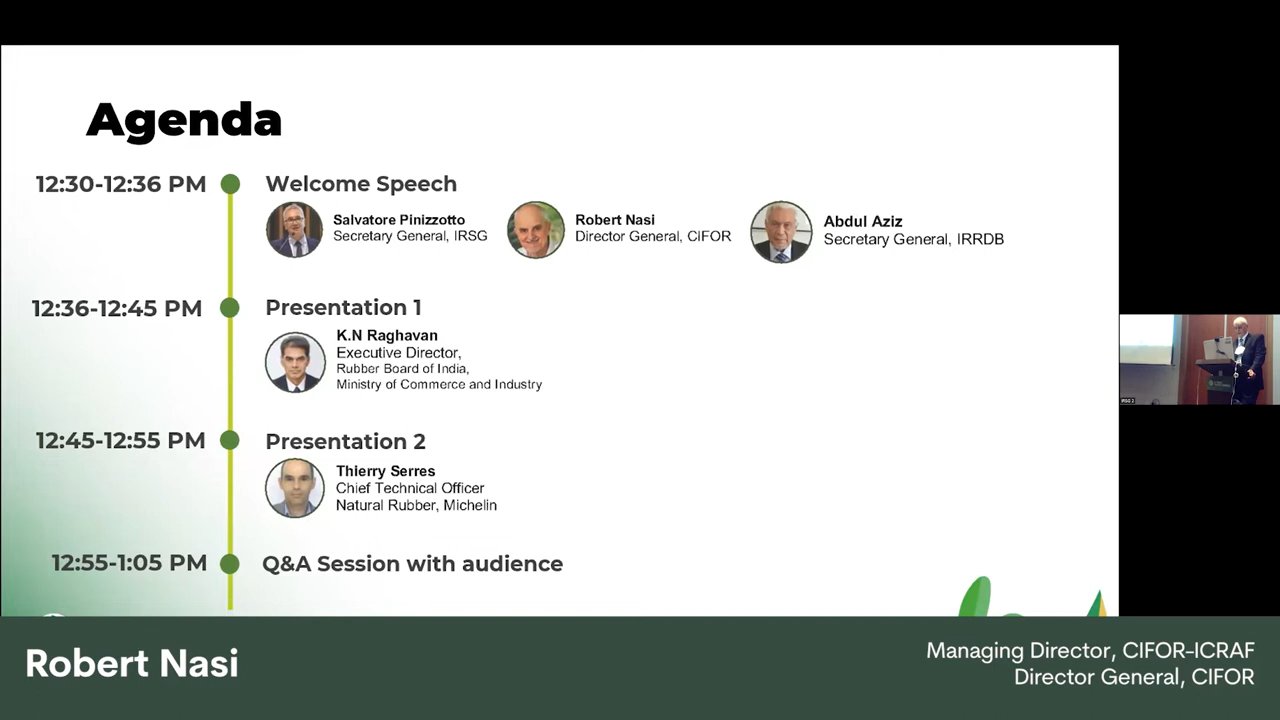 Agenda
12:30-12:36 PM
Welcome Speech
Salvatore Pinizzotto
Secretary General, IRSG
Robert Nasi
Director General, CIFOR
Abdul Aziz
Secretary General, IRRDB
12:36-12:45 PM
Presentation 1
K.N Raghavan
Executive Director,
Rubber Board of India,
Ministry of Commerce and Industry
12:45-12:55 PM
Presentation 2
Thierry Serres
Chief Technical Officer
Natural Rubber, Michelin
12:55-1:05 PM
Q&A Session with audience
Robert Nasi
Managing Director, CIFOR-ICRAF
Director General, CIFOR